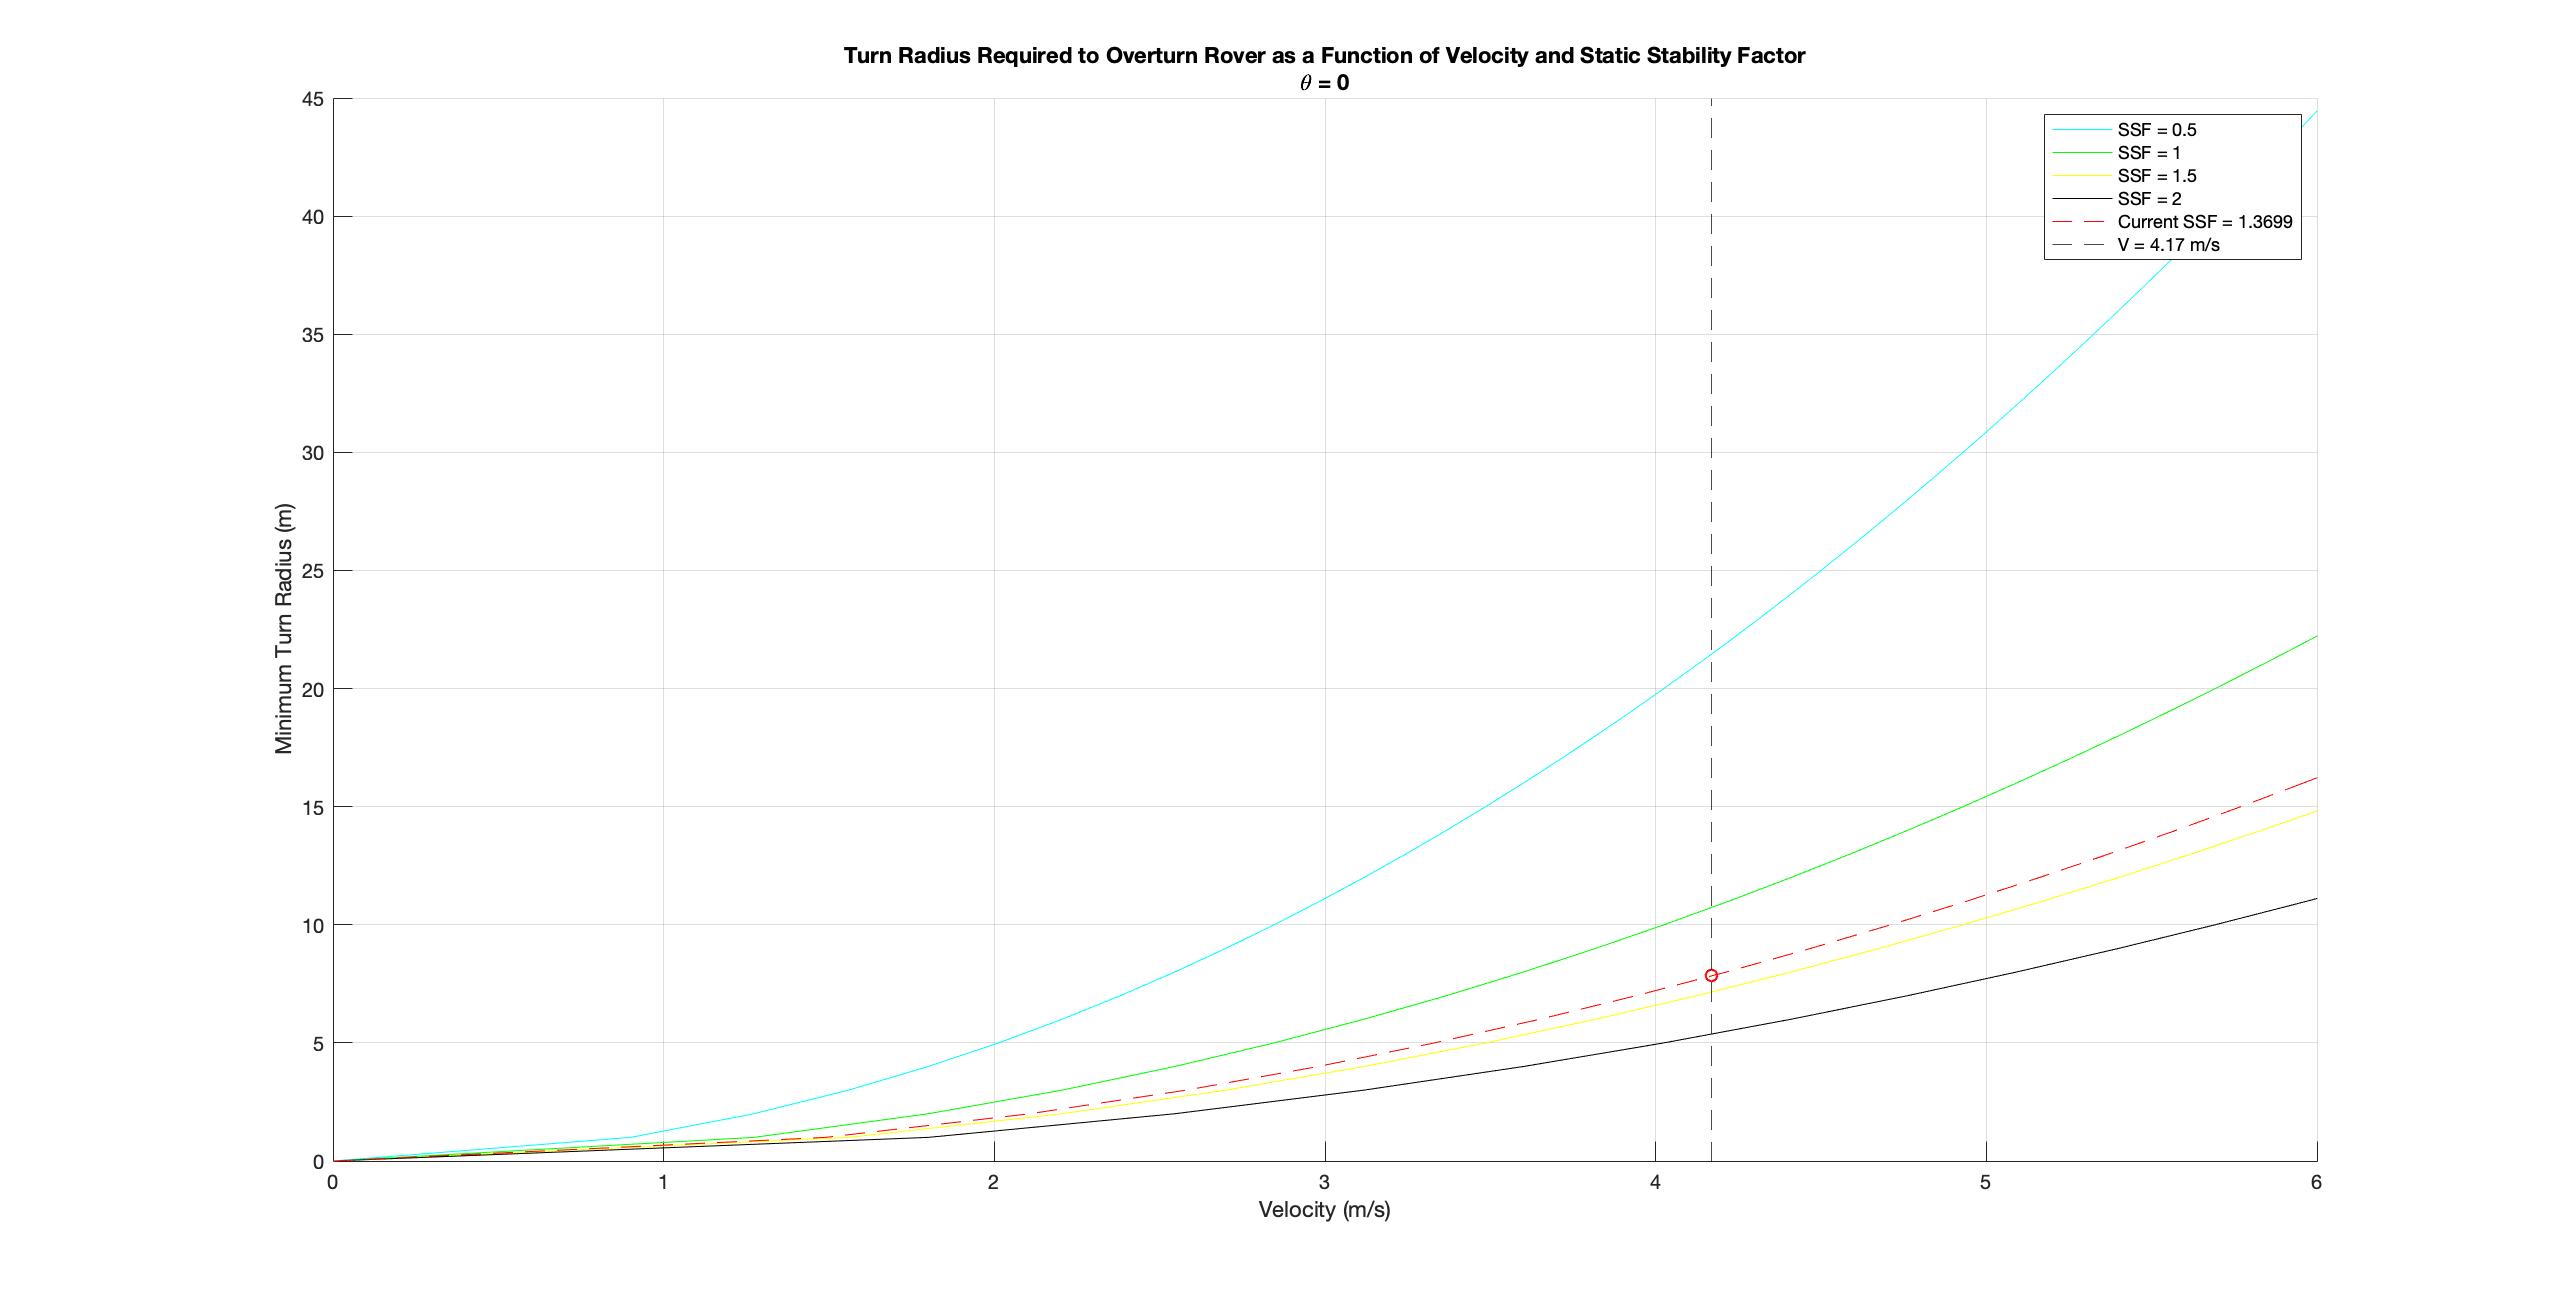 Turn Radius Required to Overturn Rover as a Function of Velocity and Static Stability Factor
θ = 0
45
40
35
30
25
20
15
10
5
0
Minimum Turn Radius (m)
SSF = 0.5
SSF = 1
SSF = 1.5
SSF = 2
Current SSF = 1.3699
V = 4.17 m/s
0 1 2 3 4 5 6
Velocity (m/s)